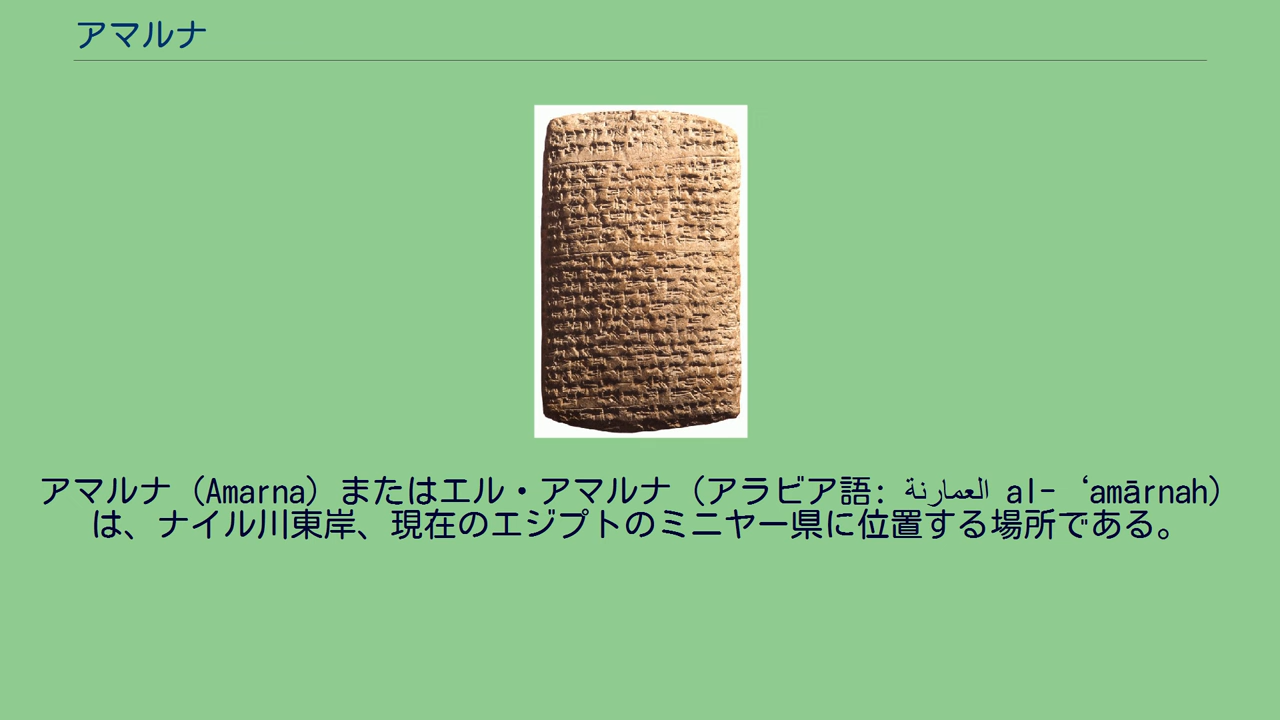 アマルナ
アマルナ（Amarna）またはエル・アマルナ（アラビア語: العمارنة al-‘amārnah）
は、ナイル川東岸、現在のエジプトのミニヤー県に位置する場所である。